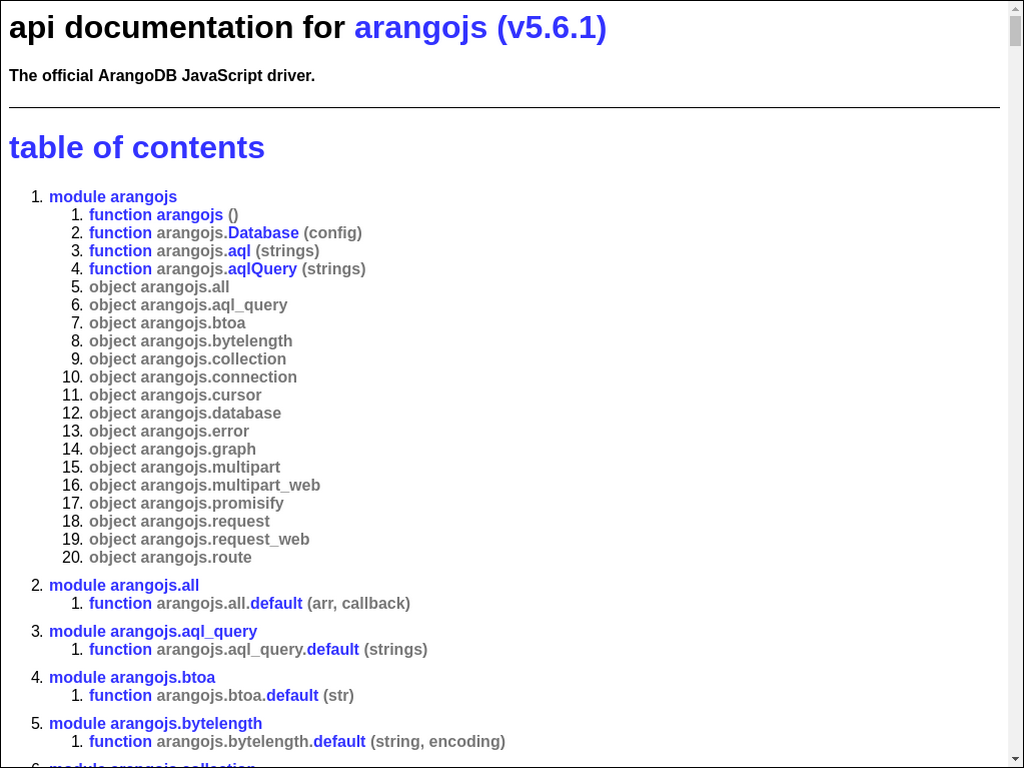 api documentation for arangojs (v5.6.1)
The official ArangoDB JavaScript driver.
table of contents
1. module arangojs
1. function arangojs ()
2. function arangojs.Database (config)
3. function arangojs.aql (strings)
4. function arangojs.aqlQuery (strings)
5. object arangojs.all
6. object arangojs.aql_query
7. object arangojs.btoa
8. object arangojs.bytelength
9. object arangojs.collection
10. object arangojs.connection
11. object arangojs.cursor
12. object arangojs.database
13. object arangojs.error
14. object arangojs.graph
15. object arangojs.multipart
16. object arangojs.multipart_web
17. object arangojs.promisify
18. object arangojs.request
19. object arangojs.request_web
20. object arangojs.route
2. module arangojs.all
1. function arangojs.all.default (arr, callback)
3. module arangojs.aql_query
1. function arangojs.aql_query.default (strings)
4. module arangojs.btoa
1. function arangojs.btoa.default (str)
5. module arangojs.bytelength
1. function arangojs.bytelength.default (string, encoding)
6. module arangojs.collection